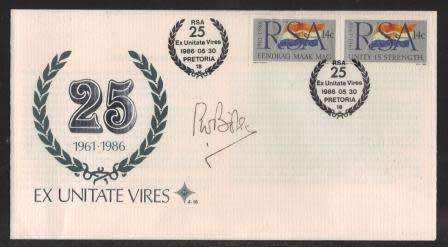 RSA
25
Ex Unitate Vires
1986 05 30
PRETORIA
18
RSA 14c
EENDRAG MAAK MAG
RSA 14c
UNITY IS STRENGTH
RSA
25
Ex Unitate Vires
1986 05 30
PRETORIA
18
25
1961·1986
EX UNITATE VIRES
4·16